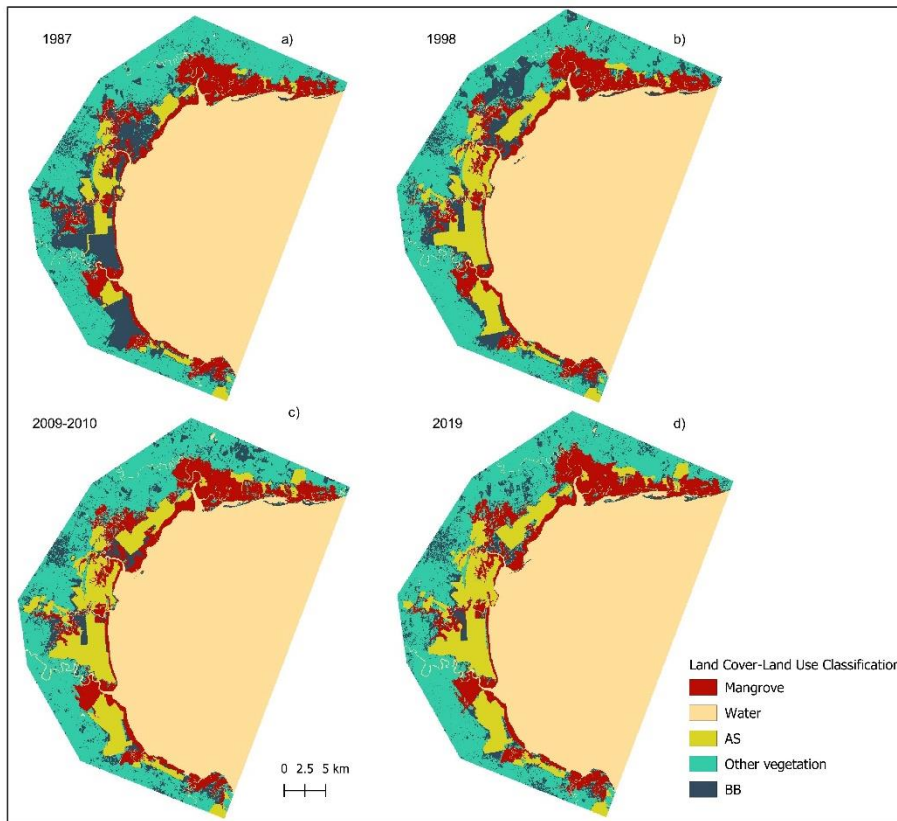 1987
a)
1998
b)
2009-2010
c)
2019
d)
Land Cover-Land Use Classification
Mangrove
Water
AS
Other vegetation
BB
0 2.5 5 km